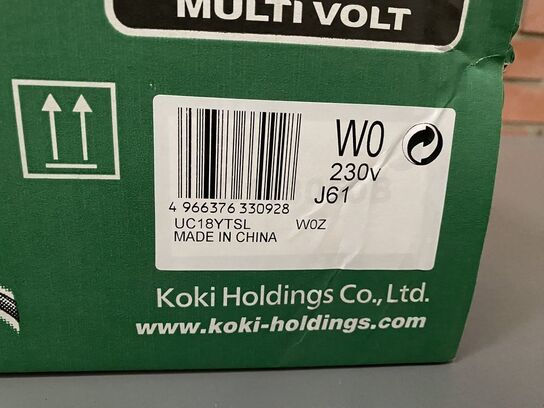 MULTI VOLT
W0
230v
J61
4 966376 330928
UC18YTSL W0Z
MADE IN CHINA
Koki Holdings Co., Ltd.
www.koki-holdings.com